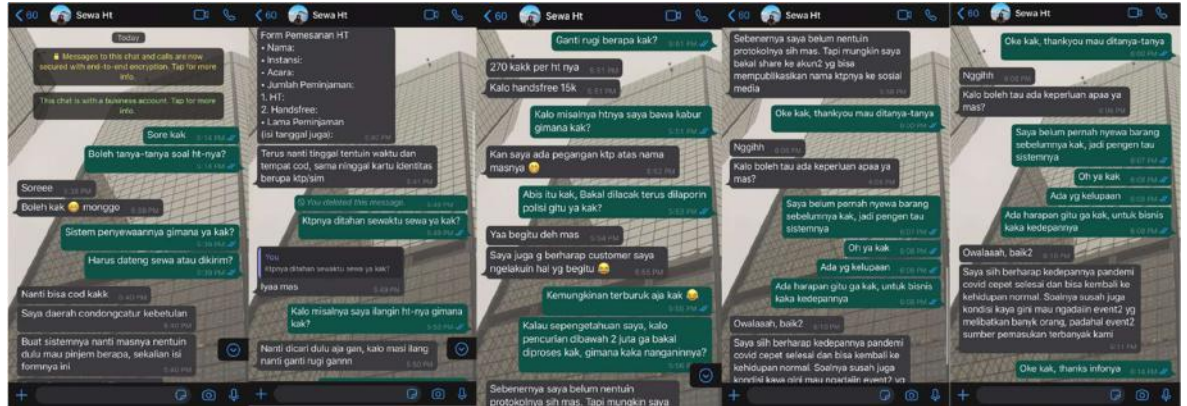 60
Sewa Ht
Today
Messages to this chat and calls are now
secured with end-to-end encryption. Tap for more
info.
This chat is with a business account. Tap for more
info.
Sore kak
Boleh tanya-tanya soal ht-nya?
Soreee
Boleh kak 😊 monggo
Sistem penyewaannya gimana ya kak?
Harus dateng sewa atau dikirim?
Nanti bisa cod kakk
Saya daerah condongcatur kebetulan
Buat sistemnya nanti masnya nentuin
dulu mau pinjem berapa, sekalian isi
formnya ini
60
Sewa Ht
Form Pemesanan HT
• Nama:
• Instansi:
• Acara:
• Jumlah Peminjaman:
1. HT:
2. Handsfree:
• Lama Peminjaman
(isi tanggal juga):
Terus nanti tinggal tentuin waktu dan
tempat cod, sama ninggal kartu identitas
berupa ktp/sim
You deleted this message.
Ktpnya ditahan sewaktu sewa ya kak?
You
Ktpnya ditahan sewaktu sewa ya kak?
Iyaa mas
Kalo misalnya saya ilangin ht-nya gimana
kak?
Nanti dicari dulu aja gan, kalo masi ilang
nanti ganti rugi gannn
60
Sewa Ht
Ganti rugi berapa kak?
270 kakk per ht nya
Kalo handsfree 15k
Kalo misalnya htnya saya bawa kabur
gimana kak?
Kan saya ada pegangan ktp atas nama
masnya 😊
Abis itu kak, Bakal dilacak terus dilaporin
polisi gitu ya kak?
Yaa begitu deh mas
Saya juga g berharap customer saya
ngelakuin hal yg begitu 😂
Kemungkinan terburuk aja kak 😂
Kalau sepengetahuan saya, kalo
pencurian dibawah 2 juta ga bakal
diproses kak, gimana kaka nanganinnya?
Sebenernya saya belum nentuin
protokolnya sih mas. Tapi mungkin saya
60
Sewa Ht
Sebenernya saya belum nentuin
protokolnya sih mas. Tapi mungkin saya
bakal share ke akun2 yg bisa
mempublikasikan nama ktpnya ke sosial
media
Oke kak, thankyou mau ditanya-tanya
Nggihh
Kalo boleh tau ada keperluan apaa ya
mas?
Saya belum pernah nyewa barang
sebelumnya kak, jadi pengen tau
sistemnya
Oh ya kak
Ada yg kelupaan
Ada harapan gitu ga kak, untuk bisnis
kaka kedepannya
Owalaaah, baik2
Saya siih berharap kedepannya pandemi
covid cepet selesai dan bisa kembali ke
kehidupan normal. Soalnya susah juga
kondisi kaya gini mau ngadaiin event2 yg
60
Sewa Ht
Oke kak, thankyou mau ditanya-tanya
Nggihh
Kalo boleh tau ada keperluan apaa ya
mas?
Saya belum pernah nyewa barang
sebelumnya kak, jadi pengen tau
sistemnya
Oh ya kak
Ada yg kelupaan
Ada harapan gitu ga kak, untuk bisnis
kaka kedepannya
Owalaaah, baik2
Saya siih berharap kedepannya pandemi
covid cepet selesai dan bisa kembali ke
kehidupan normal. Soalnya susah juga
kondisi kaya gini mau ngadaiin event2 yg
melibatkan banyk orang, padahal event2
sumber pemasukan terbanyak kami
Oke kak, thanks infonya